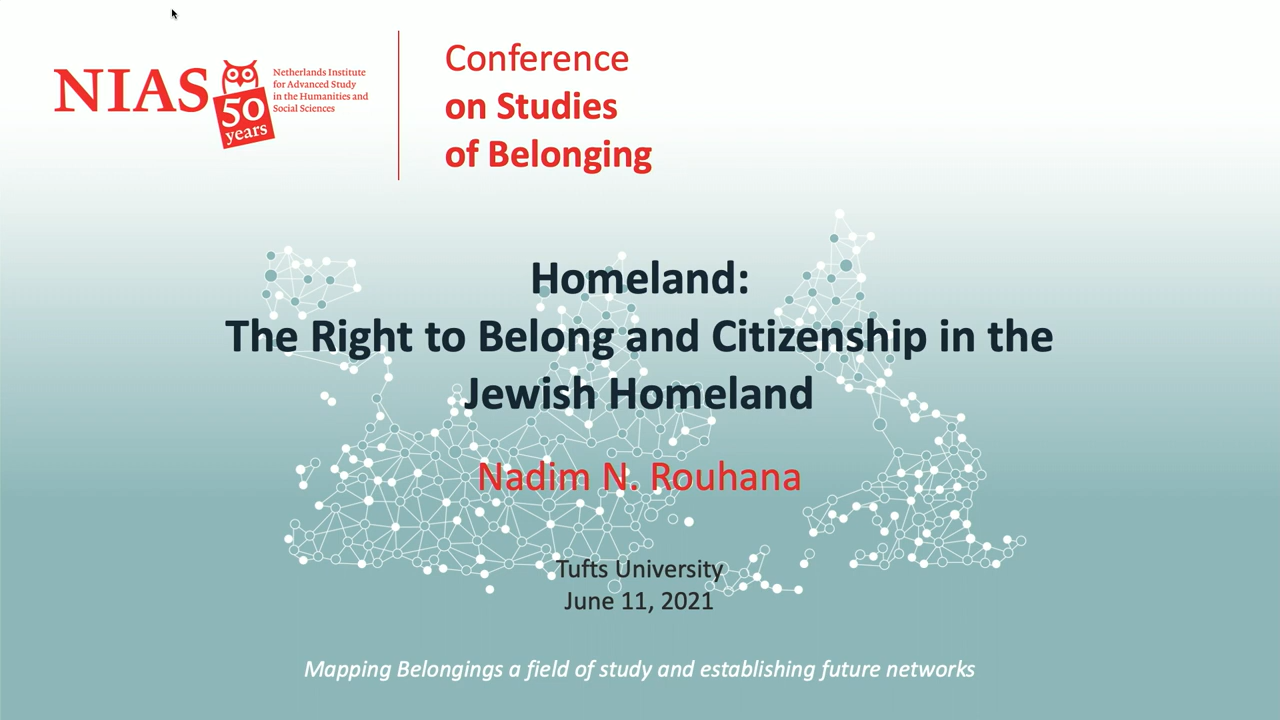 NIAS
50
years
Netherlands Institute
for Advanced Study
in the Humanities and
Social Sciences
Conference
on Studies
of Belonging
Homeland:
The Right to Belong and Citizenship in the
Jewish Homeland
Nadim N. Rouhana
Tufts University
June 11, 2021
Mapping Belongings a field of study and establishing future networks